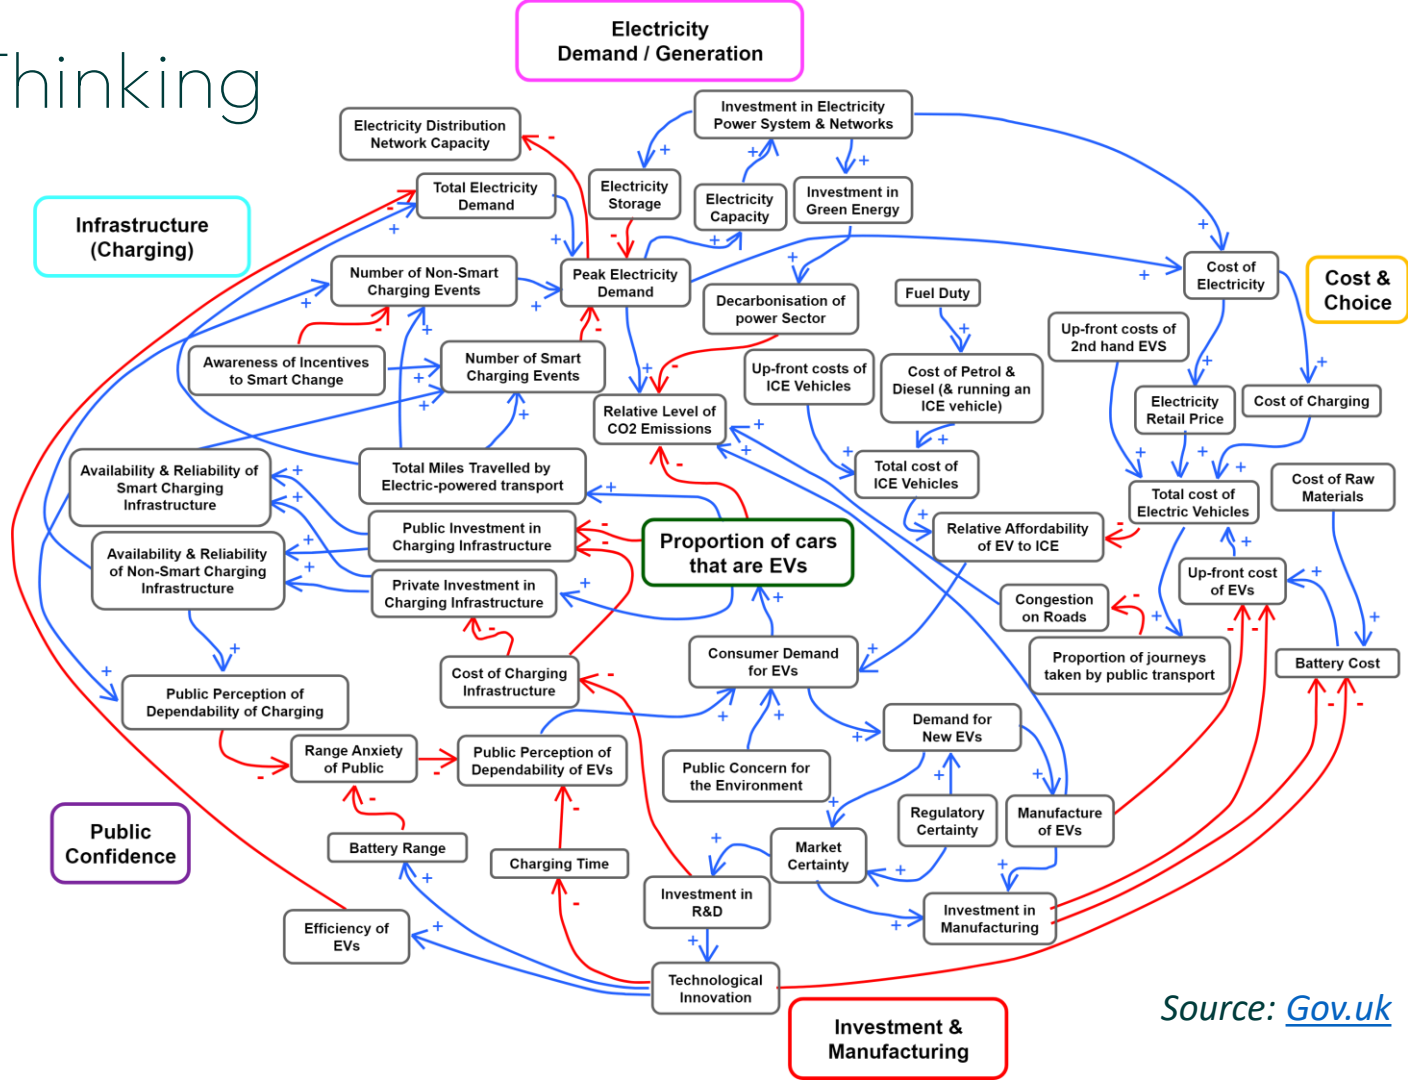 Thinking
Electricity
Demand / Generation
Investment in Electricity
Power System & Networks
Electricity Distribution
Network Capacity
Total Electricity
Demand
Electricity
Storage
Electricity
Capacity
Investment in
Green Energy
Infrastructure
(Charging)
Number of Non-Smart
Charging Events
Peak Electricity
Demand
Decarbonisation of
power Sector
Fuel Duty
Cost of
Electricity
Cost &
Choice
Up-front costs of
2nd hand EVS
Awareness of Incentives
to Smart Change
Number of Smart
Charging Events
Up-front costs of
ICE Vehicles
Cost of Petrol &
Diesel (& running an
ICE vehicle)
Electricity
Retail Price
Cost of Charging
Relative Level of
CO2 Emissions
Availability & Reliability of
Smart Charging
Infrastructure
Total Miles Travelled by
Electric-powered transport
Total cost of
ICE Vehicles
Total cost of
Electric Vehicles
Cost of Raw
Materials
Public Investment in
Charging Infrastructure
Proportion of cars
that are EVs
Relative Affordability
of EV to ICE
Availability & Reliability
of Non-Smart Charging
Infrastructure
Private Investment in
Charging Infrastructure
Up-front cost
of EVs
Congestion
on Roads
Cost of Charging
Infrastructure
Consumer Demand
for EVs
Proportion of journeys
taken by public transport
Battery Cost
Public Perception of
Dependability of Charging
Range Anxiety
of Public
Public Perception of
Dependability of EVs
Public Concern for
the Environment
Demand for
New EVs
Public
Confidence
Battery Range
Charging Time
Market
Certainty
Regulatory
Certainty
Manufacture
of EVs
Efficiency of
EVs
Investment in
R&D
Investment in
Manufacturing
Technological
Innovation
Investment &
Manufacturing
Source: Gov.uk